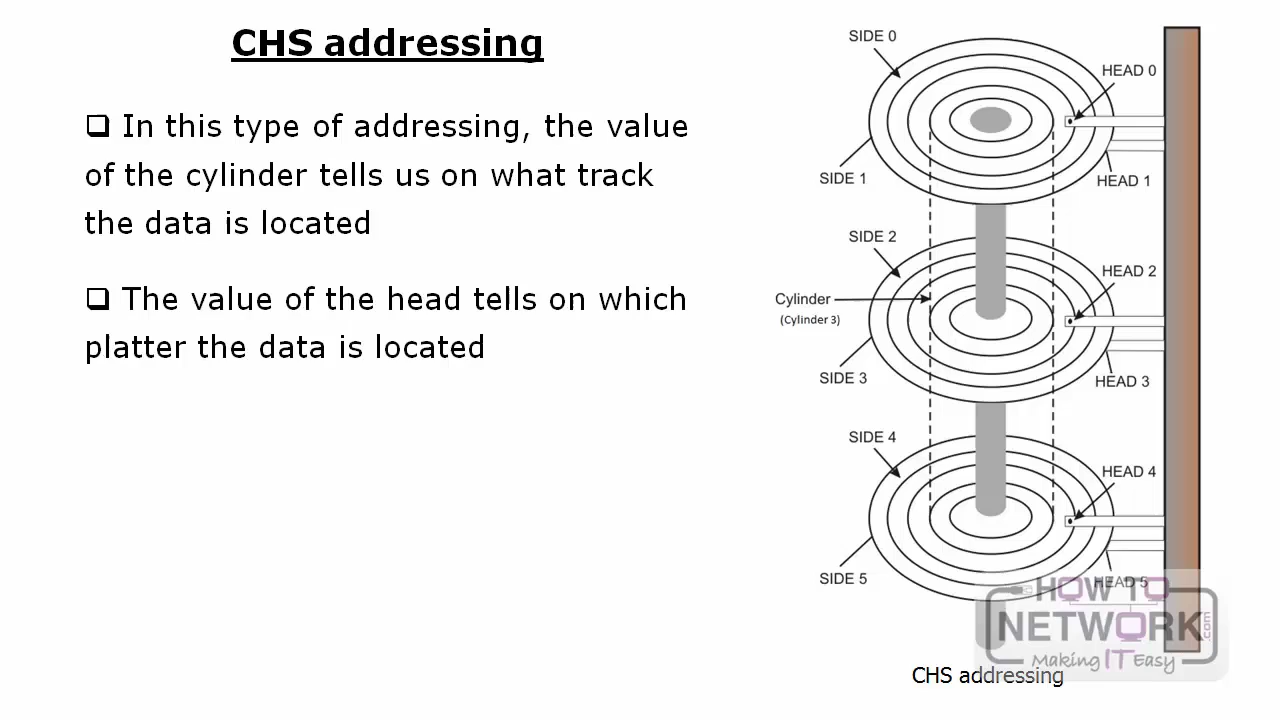 CHS addressing
❑ In this type of addressing, the value
of the cylinder tells us on what track
the data is located
❑ The value of the head tells on which
platter the data is located
SIDE 0
HEAD 0
SIDE 1
HEAD 1
SIDE 2
HEAD 2
Cylinder
(Cylinder 3)
SIDE 3
HEAD 3
SIDE 4
HEAD 4
SIDE 5
HEAD 5
HOW TO
NETWORK.com
Making IT Easy
CHS addressing